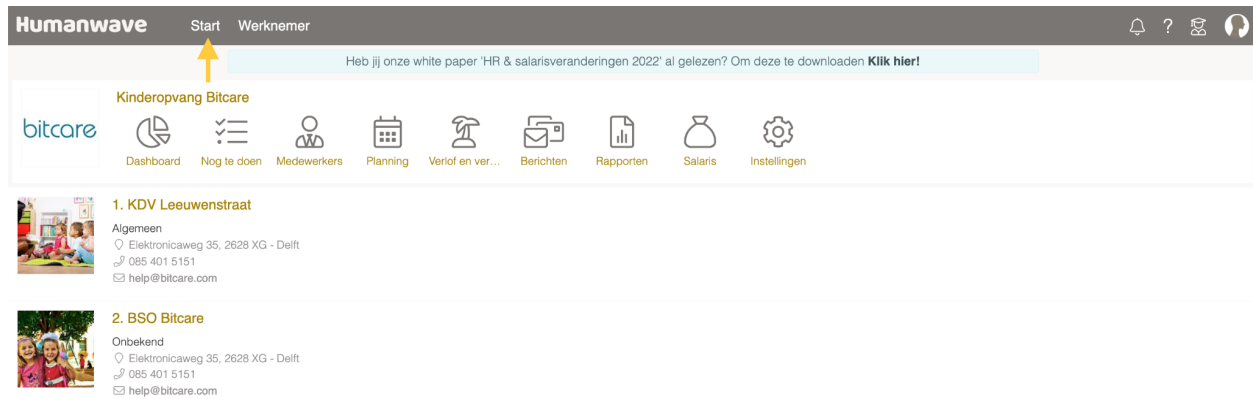 Humanwave Start Werknemer ?
Heb jij onze white paper 'HR & salarisveranderingen 2022' al gelezen? Om deze te downloaden Klik hier!
Kinderopvang Bitcare
bitcare
Dashboard Nog te doen Medewerkers Planning Verlof en ver... Berichten Rapporten Salaris Instellingen
1. KDV Leeuwenstraat
Algemeen
Elektronicaweg 35, 2628 XG - Delft
085 401 5151
help@bitcare.com
2. BSO Bitcare
Onbekend
Elektronicaweg 35, 2628 XG - Delft
085 401 5151
help@bitcare.com